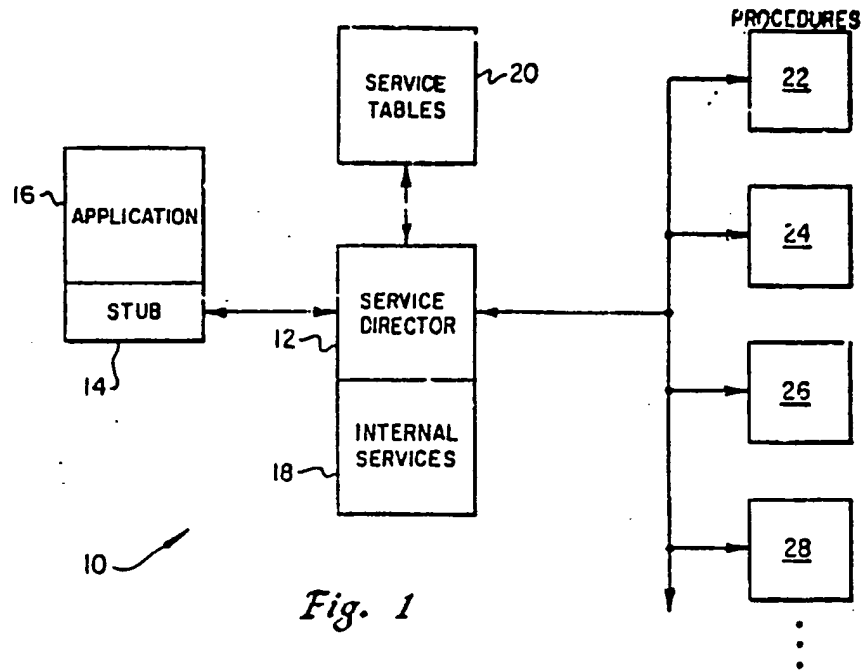 PROCEDURES
22
SERVICE
TABLES
20
16
APPLICATION
24
STUB
SERVICE
DIRECTOR
12
14
26
INTERNAL
SERVICES
18
28
10
Fig. 1